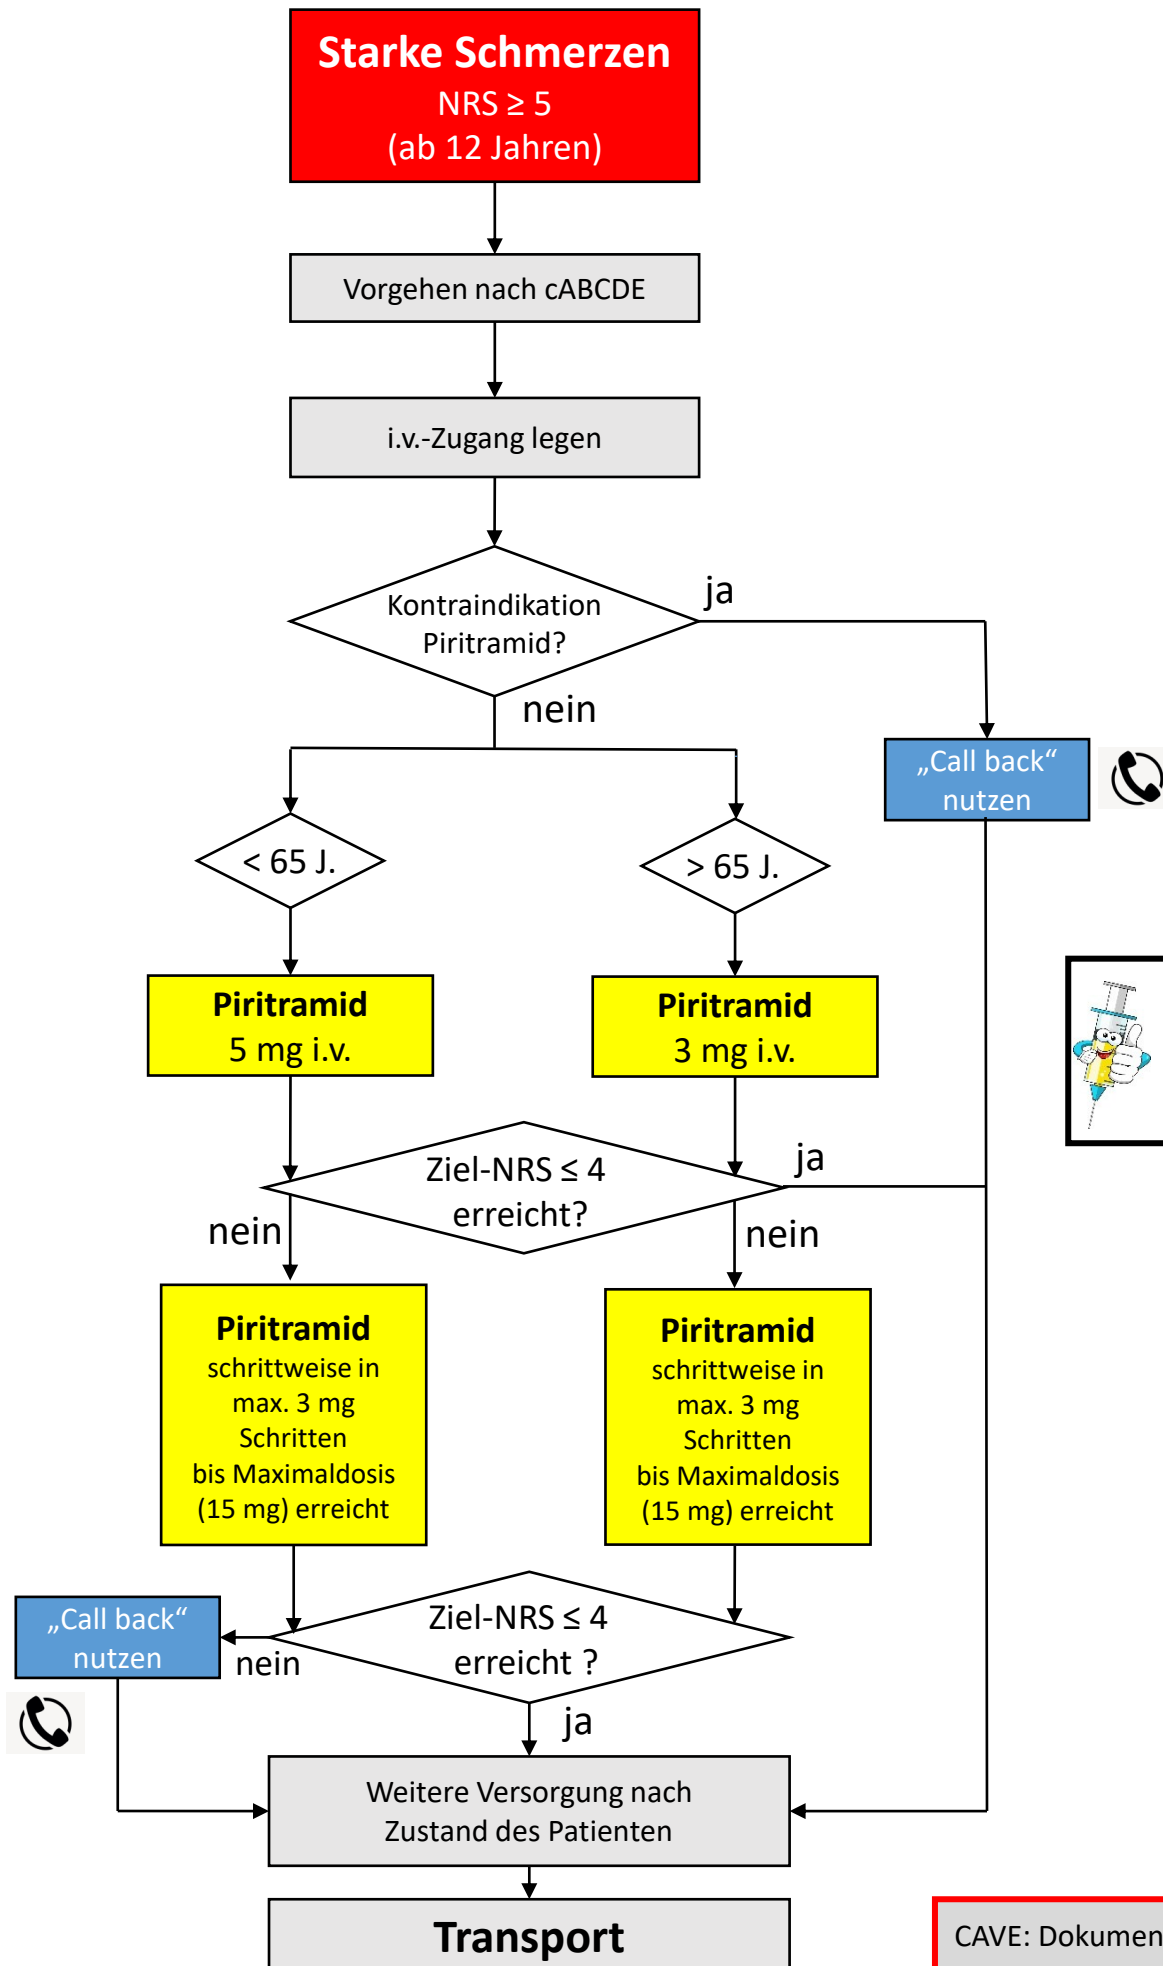 Starke Schmerzen
NRS ≥ 5
(ab 12 Jahren)
Vorgehen nach cABCDE
i.v.-Zugang legen
Kontraindikation
Piritramid?
ja
nein
„Call back“
nutzen
< 65 J.
> 65 J.
Piritramid
5 mg i.v.
Piritramid
3 mg i.v.
Ziel-NRS ≤ 4
erreicht?
ja
nein
nein
Piritramid
schrittweise in
max. 3 mg
Schritten
bis Maximaldosis
(15 mg) erreicht
Piritramid
schrittweise in
max. 3 mg
Schritten
bis Maximaldosis
(15 mg) erreicht
„Call back“
nutzen
nein
Ziel-NRS ≤ 4
erreicht ?
ja
Weitere Versorgung nach
Zustand des Patienten
Transport
CAVE: Dokumen